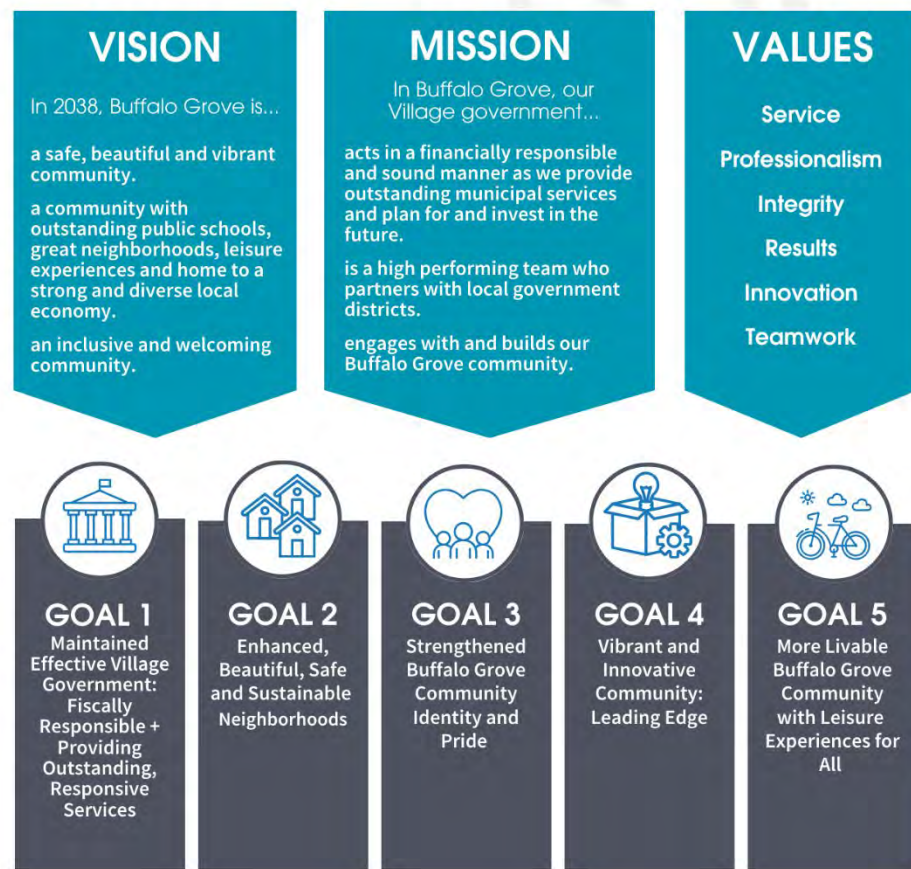 VISION
In 2038, Buffalo Grove is...
a safe, beautiful and vibrant
community.
a community with
outstanding public schools,
great neighborhoods, leisure
experiences and home to a
strong and diverse local
economy.
an inclusive and welcoming
community.
MISSION
In Buffalo Grove, our
Village government...
acts in a financially responsible
and sound manner as we provide
outstanding municipal services
and plan for and invest in the
future.
is a high performing team who
partners with local government
districts.
engages with and builds our
Buffalo Grove community.
VALUES
Service
Professionalism
Integrity
Results
Innovation
Teamwork
GOAL 1
Maintained
Effective Village
Government:
Fiscally
Responsible +
Providing
Outstanding,
Responsive
Services
GOAL 2
Enhanced,
Beautiful, Safe
and Sustainable
Neighborhoods
GOAL 3
Strengthened
Buffalo Grove
Community
Identity and
Pride
GOAL 4
Vibrant and
Innovative
Community:
Leading Edge
GOAL 5
More Livable
Buffalo Grove
Community
with Leisure
Experiences for
All